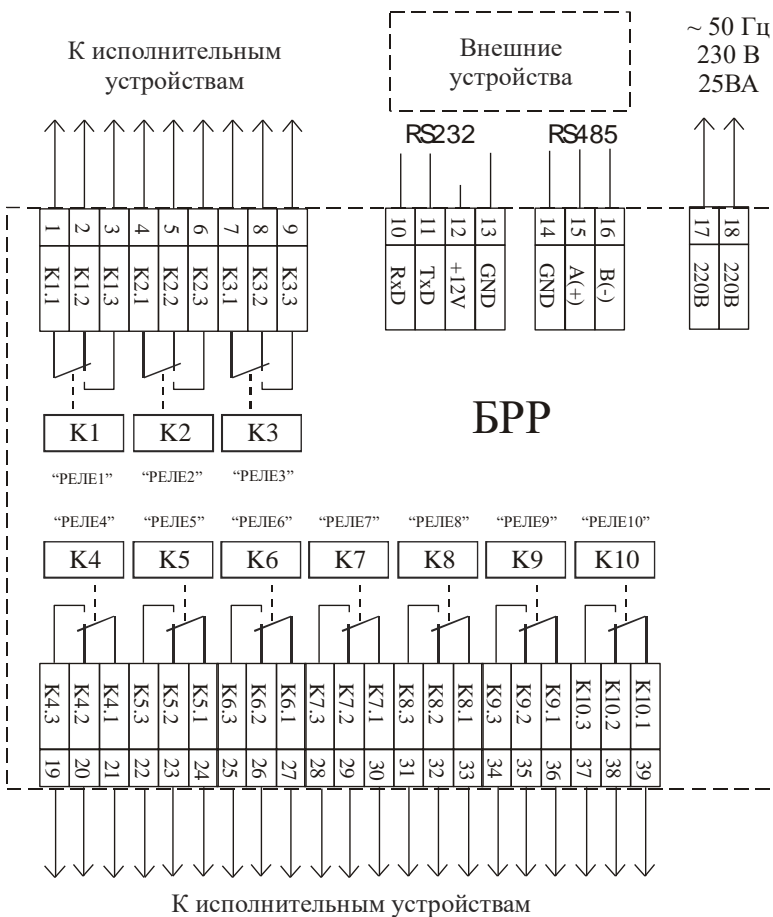 К исполнительным
устройствам
Внешние
устройства
~ 50 Гц
230 В
25ВА
RS232
RS485
1 2 3 4 5 6 7 8 9
10 11 12 13
14 15 16
17 18
K1.1 K1.2 K1.3 K2.1 K2.2 K2.3 K3.1 K3.2 K3.3
RxD TxD +12V GND
GND A(+) B(-)
220В 220В
БРР
K1 K2 K3
“РЕЛЕ1” “РЕЛЕ2” “РЕЛЕ3”
“РЕЛЕ4” “РЕЛЕ5” “РЕЛЕ6” “РЕЛЕ7” “РЕЛЕ8” “РЕЛЕ9” “РЕЛЕ10”
K4 K5 K6 K7 K8 K9 K10
K4.3 K4.2 K4.1 K5.3 K5.2 K5.1 K6.3 K6.2 K6.1 K7.3 K7.2 K7.1 K8.3 K8.2 K8.1 K9.3 K9.2 K9.1 K10.3 K10.2 K10.1
19 20 21 22 23 24 25 26 27 28 29 30 31 32 33 34 35 36 37 38 39
К исполнительным устройствам